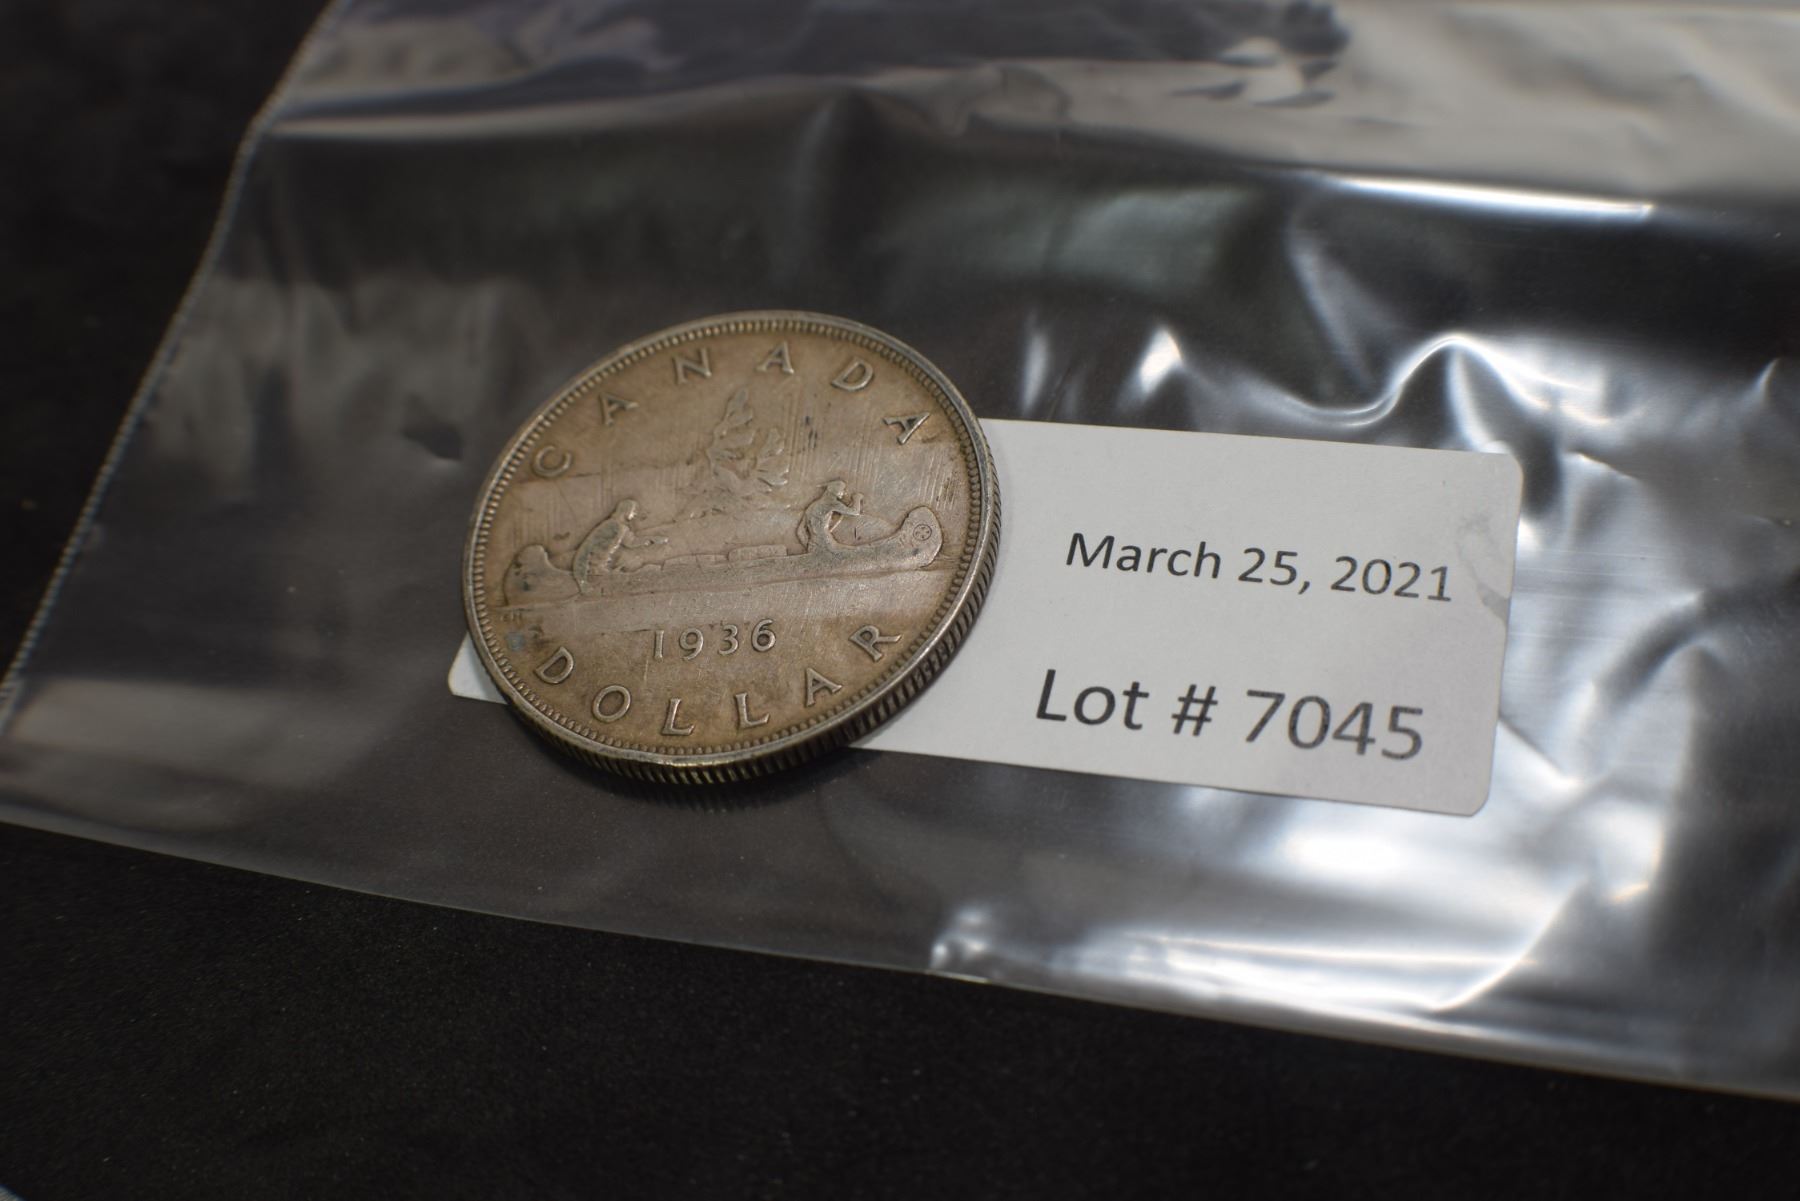 CANADA
1936
DOLLAR
March 25, 2021
Lot # 7045